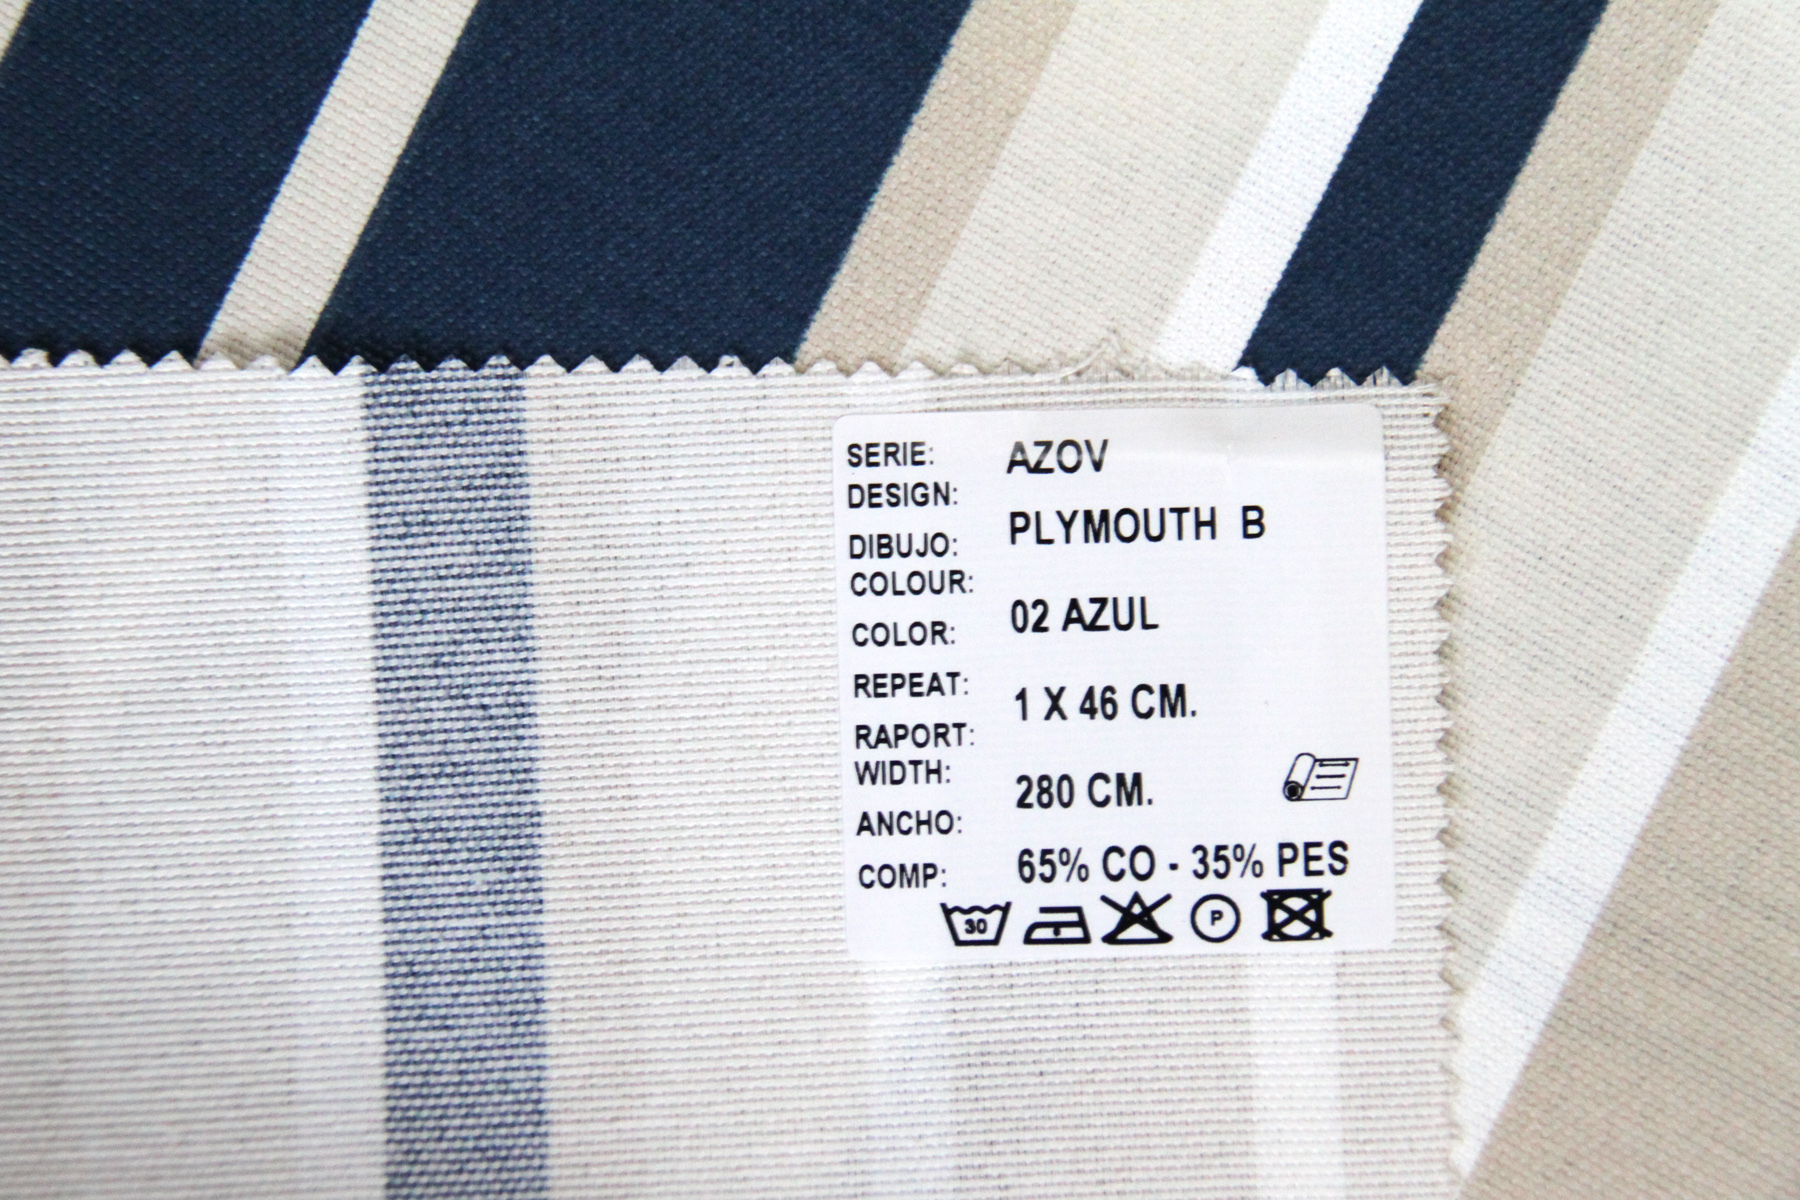 SERIE: AZOV
DESIGN:
PLYMOUTH B
DIBUJO:
COLOUR:
02 AZUL
COLOR:
REPEAT:
1 X 46 CM.
RAPORT:
WIDTH:
280 CM.
ANCHO:
COMP: 65% CO - 35% PES
30 P